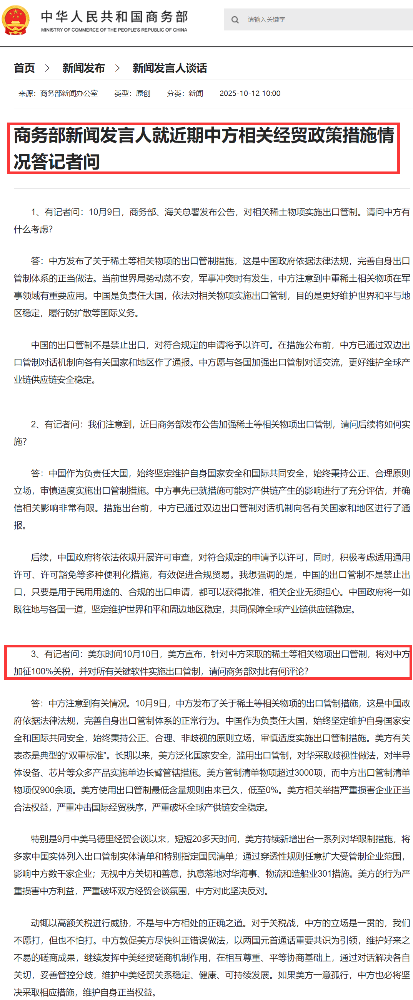 中华人民共和国商务部
MINISTRY OF COMMERCE OF THE PEOPLE'S REPUBLIC OF CHINA
请输入关键字
首页 > 新闻发布 > 新闻发言人谈话
来源：商务部新闻办公室 类型：原创 分类：新闻 2025-10-12 10:00
商务部新闻发言人就近期中方相关经贸政策措施情
况答记者问
1、有记者问：10月9日，商务部、海关总署发布公告，对相关稀土物项实施出口管制。请问中方有
什么考虑？
答：中方发布了关于稀土等相关物项的出口管制措施，这是中国政府依据法律法规，完善自身出口
管制体系的正当做法。当前世界局势动荡不安，军事冲突时有发生，中方注意到中重稀土相关物项在军
事领域有重要应用。中国是负责任大国，依法对相关物项实施出口管制，目的是更好维护世界和平与地
区稳定，履行防扩散等国际义务。
中国的出口管制不是禁止出口，对符合规定的申请将予以许可。在措施公布前，中方已通过双边出
口管制对话机制向各有关国家和地区作了通报。中方愿与各国加强出口管制对话交流，更好维护全球产
业链供应链安全稳定。
2、有记者问：我们注意到，近日商务部发布公告加强稀土等相关物项出口管制，请问后续将如何实
施？
答：中国作为负责任大国，始终坚定维护自身国家安全和国际共同安全，始终秉持公正、合理原则
立场，审慎适度实施出口管制措施。中方事先已就措施可能对产供链产生的影响进行了充分评估，并确
信相关影响非常有限。措施出台前，中方已通过双边出口管制对话机制向各有关国家和地区进行了通
报。
后续，中国政府将依法依规开展许可审查，对符合规定的申请予以许可，同时，积极考虑适用通用
许可、许可豁免等多种便利化措施，有效促进合规贸易。我想强调的是，中国的出口管制不是禁止出
口，只要是用于民用用途的、合规的出口申请，都可以获得批准，相关企业无须担心。中国政府将一如
既往地与各国一道，坚定维护世界和平和周边地区稳定，共同保障全球产业链供应链稳定。
3、有记者问：美东时间10月10日，美方宣布，针对中方采取的稀土等相关物项出口管制，将对中方
加征100%关税，并对所有关键软件实施出口管制，请问商务部对此有何评论？
答：中方注意到有关情况。10月9日，中方发布了关于稀土等相关物项的出口管制措施，这是中国政
府依据法律法规，完善自身出口管制体系的正常行为。中国作为负责任大国，始终坚定维护自身国家安
全和国际共同安全，始终秉持公正、合理、非歧视的原则立场，审慎适度实施出口管制措施。美方有关
表态是典型的“双重标准”。长期以来，美方泛化国家安全，滥用出口管制，对华采取歧视性做法，对半导
体设备、芯片等众多产品实施单边长臂管辖措施。美方管制清单物项超过3000项，而中方出口管制清单
物项仅900余项。美方使用出口管制最低含量规则由来已久，低至0%。美方相关举措严重损害企业正当
合法权益，严重冲击国际经贸秩序，严重破坏全球产供链安全稳定。
特别是9月中美马德里经贸会谈以来，短短20多天时间，美方持续新增出台一系列对华限制措施，将
多家中国实体列入出口管制实体清单和特别指定国民清单；通过穿透性规则任意扩大受管制企业范围，
影响中方数千家企业；无视中方关切和善意，执意落地对华海事、物流和造船业301措施。美方的行为严
重损害中方利益，严重破坏双方经贸会谈氛围，中方对此坚决反对。
动辄以高额关税进行威胁，不是与中方相处的正确之道。对于关税战，中方的立场是一贯的，我们
不愿打，但也不怕打。中方敦促美方尽快纠正错误做法，以两国元首通话重要共识为引领，维护好来之
不易的磋商成果，继续发挥中美经贸磋商机制作用，在相互尊重、平等协商基础上，通过对话解决各自
关切，妥善管控分歧，维护中美经贸关系稳定、健康、可持续发展。如果美方一意孤行，中方也必将坚
决采取相应措施，维护自身正当权益。